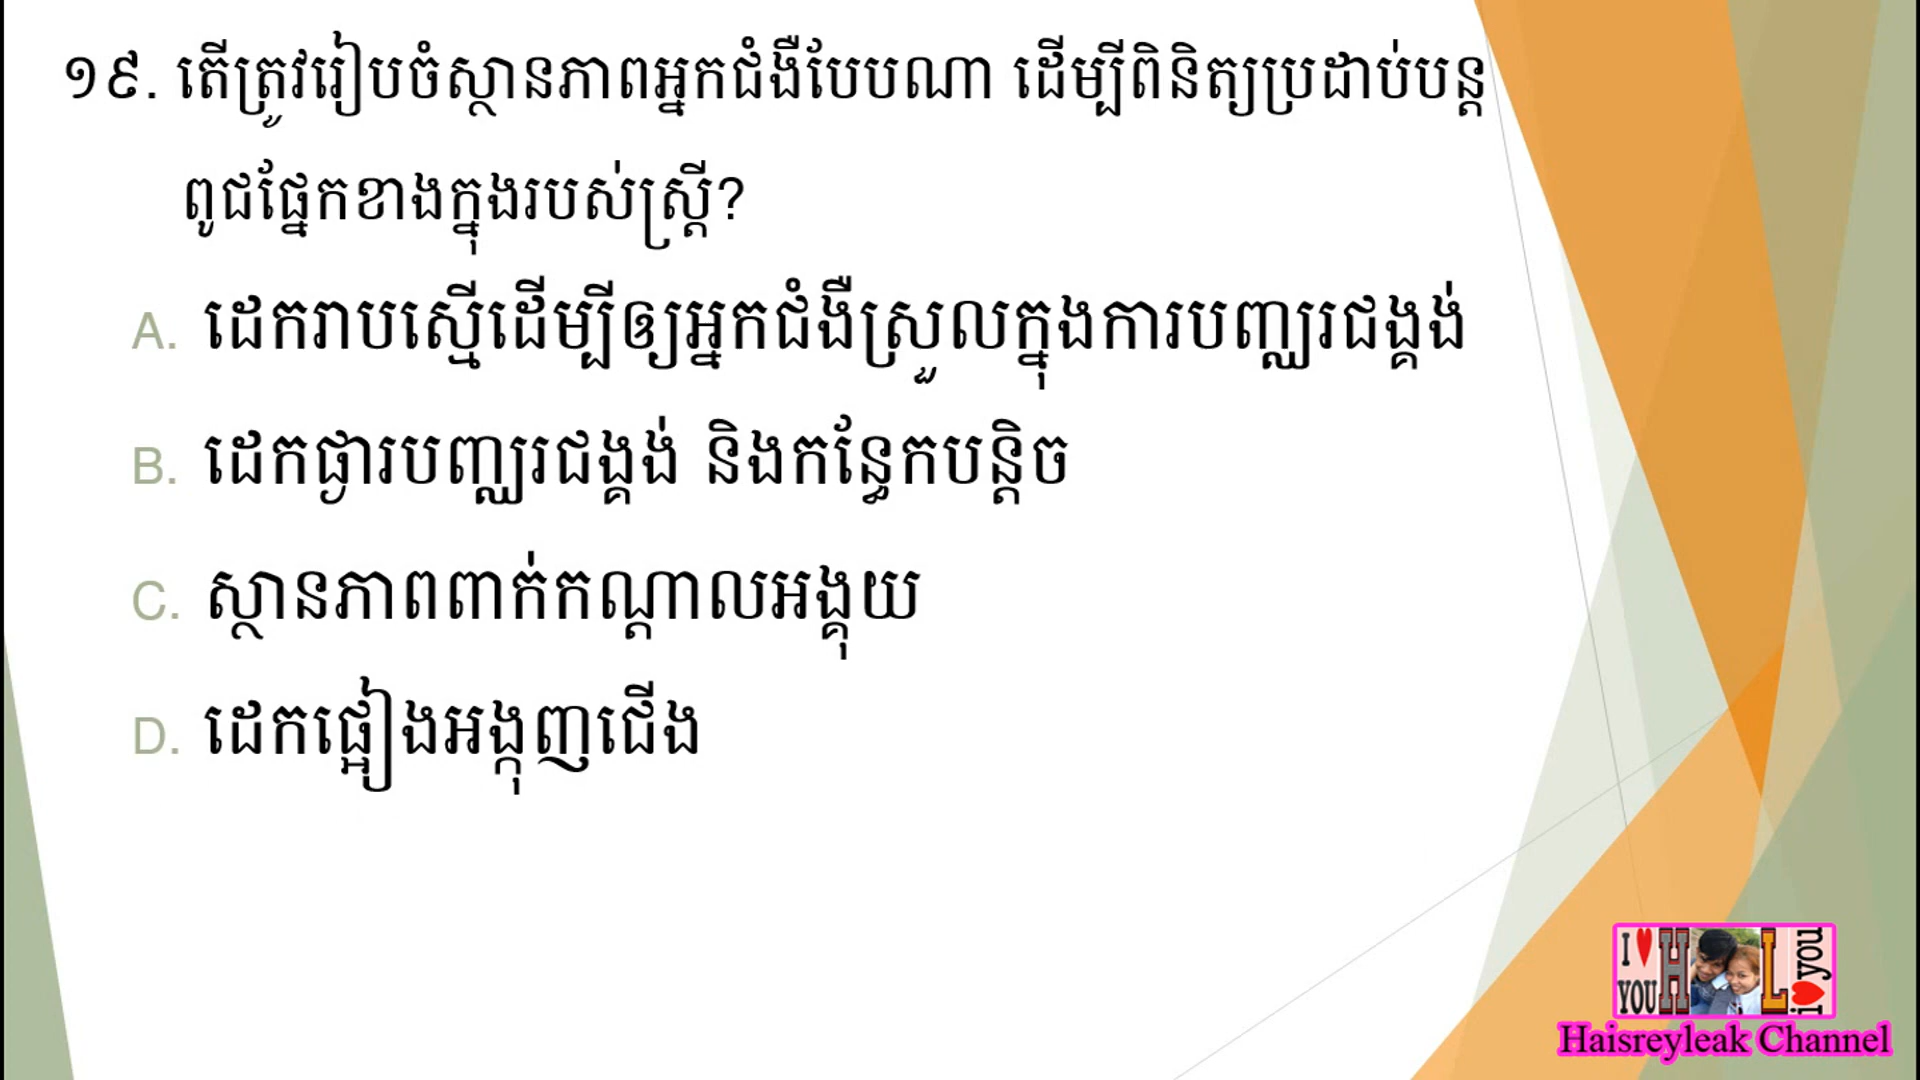 ១៩. តើត្រូវរៀបចំស្ថានភាពអ្នកជំងឺបែបណា ដើម្បីពិនិត្យប្រដាប់បន្ត
ពូជផ្នែកខាងក្នុងរបស់ស្ត្រី?
A. ដេករាបស្មើដើម្បីឲ្យអ្នកជំងឺស្រួលក្នុងការបញ្ឈរជង្គង់
B. ដេកផ្ងារបញ្ឈរជង្គង់ និងកន្ធែកបន្តិច
C. ស្ថានភាពពាក់កណ្តាលអង្គុយ
D. ដេកផ្អៀងអង្កុញជើង
I ♥ YOU H L i ♥ you
Haisreyleak Channel